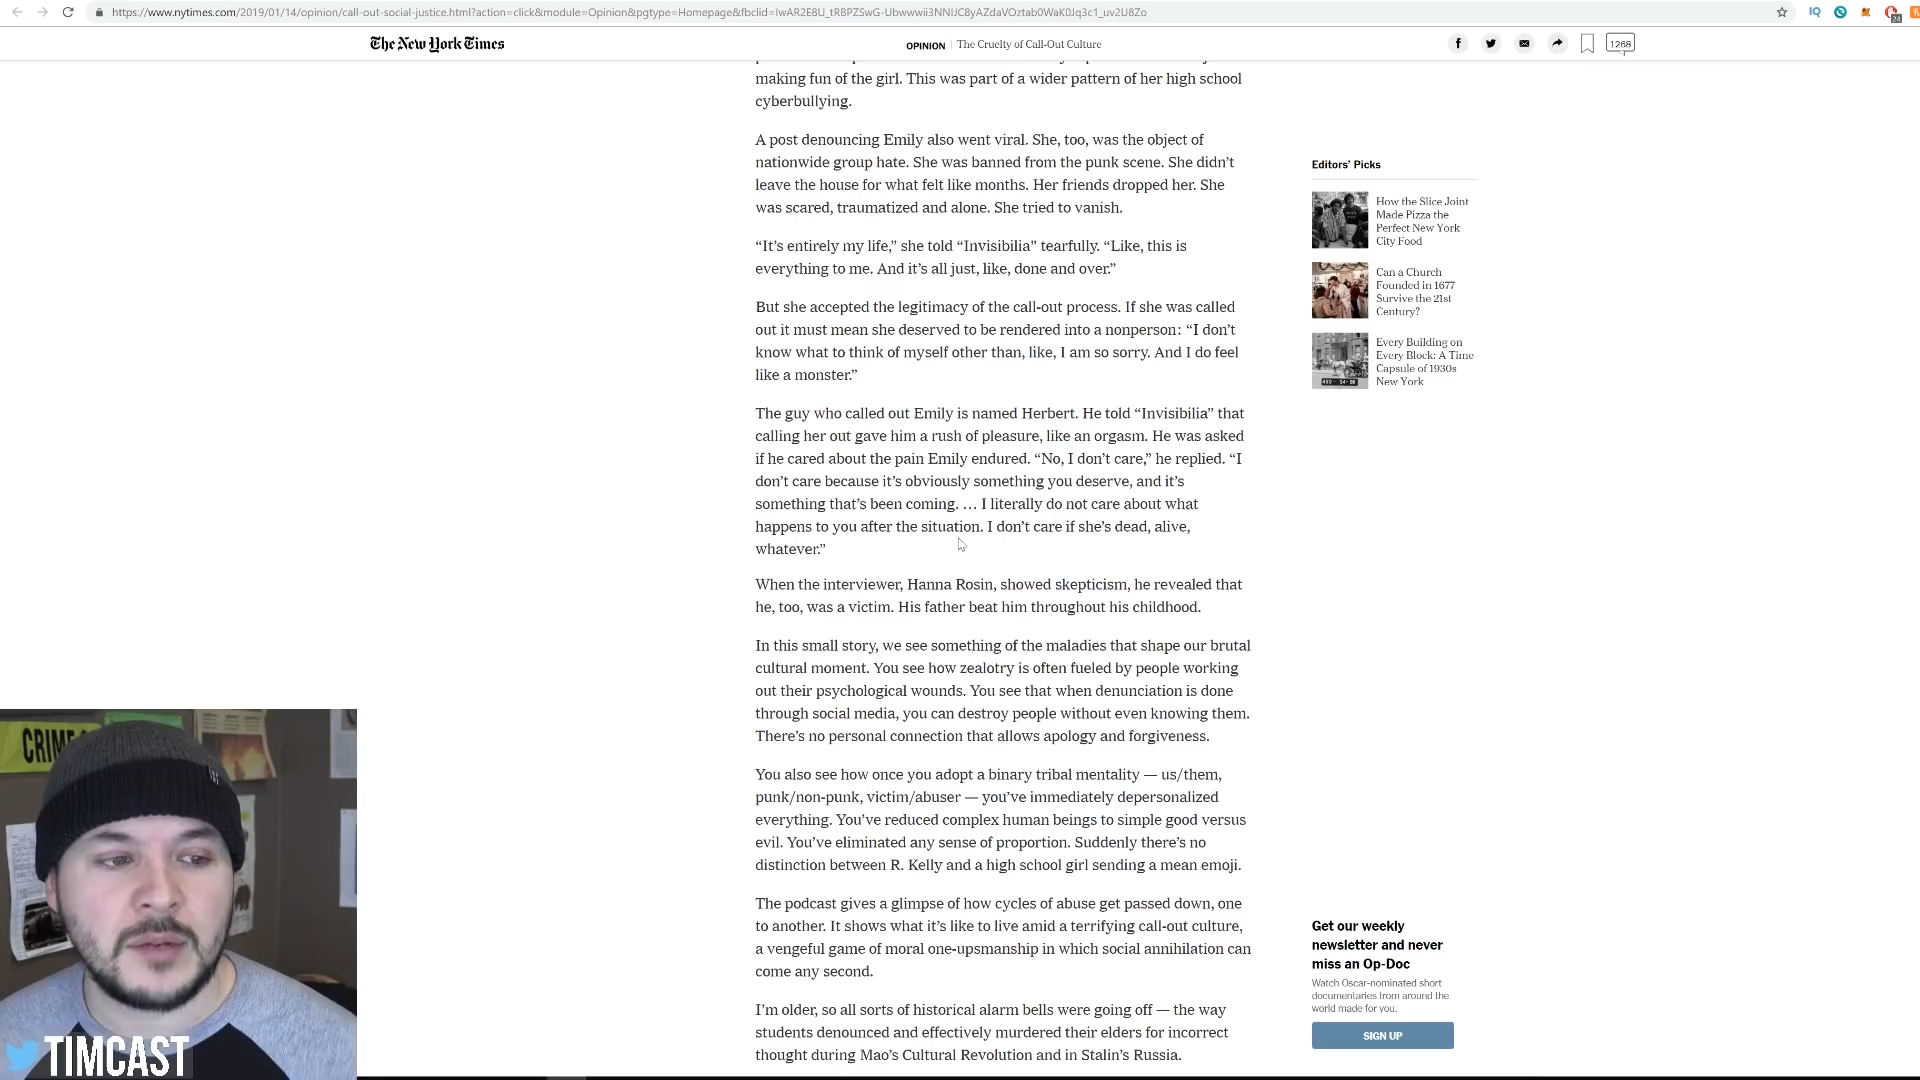 https://www.nytimes.com/2019/01/14/opinion/call-out-social-justice.html?action=click&module=Opinion&pgtype=Homepage&fbclid=IwAR2E8U_tRBPZSwG-Ubwwwii3NNIJC8yAZdaVOztab0WaK0Jq3c1_uv2U8Zo
IQ
24
The New York Times
OPINION | The Cruelty of Call-Out Culture
1268
making fun of the girl. This was part of a wider pattern of her high school
cyberbullying.
A post denouncing Emily also went viral. She, too, was the object of
nationwide group hate. She was banned from the punk scene. She didn’t
leave the house for what felt like months. Her friends dropped her. She
was scared, traumatized and alone. She tried to vanish.
“It’s entirely my life,” she told “Invisibilia" tearfully. “Like, this is
everything to me. And it’s all just, like, done and over.”
But she accepted the legitimacy of the call-out process. If she was called
out it must mean she deserved to be rendered into a nonperson: “I don’t
know what to think of myself other than, like, I am so sorry. And I do feel
like a monster.”
The guy who called out Emily is named Herbert. He told “Invisibilia” that
calling her out gave him a rush of pleasure, like an orgasm. He was asked
if he cared about the pain Emily endured. “No, I don’t care,” he replied. “I
don’t care because it’s obviously something you deserve, and it’s
something that’s been coming. … I literally do not care about what
happens to you after the situation. I don’t care if she’s dead, alive,
whatever.”
When the interviewer, Hanna Rosin, showed skepticism, he revealed that
he, too, was a victim. His father beat him throughout his childhood.
In this small story, we see something of the maladies that shape our brutal
cultural moment. You see how zealotry is often fueled by people working
out their psychological wounds. You see that when denunciation is done
through social media, you can destroy people without even knowing them.
There’s no personal connection that allows apology and forgiveness.
You also see how once you adopt a binary tribal mentality — us/them,
punk/non-punk, victim/abuser — you’ve immediately depersonalized
everything. You’ve reduced complex human beings to simple good versus
evil. You’ve eliminated any sense of proportion. Suddenly there’s no
distinction between R. Kelly and a high school girl sending a mean emoji.
The podcast gives a glimpse of how cycles of abuse get passed down, one
to another. It shows what it’s like to live amid a terrifying call-out culture,
a vengeful game of moral one-upsmanship in which social annihilation can
come any second.
I’m older, so all sorts of historical alarm bells were going off — the way
students denounced and effectively murdered their elders for incorrect
thought during Mao’s Cultural Revolution and in Stalin’s Russia.
Editors’ Picks
How the Slice Joint
Made Pizza the
Perfect New York
City Food
Can a Church
Founded in 1677
Survive the 21st
Century?
Every Building on
Every Block: A Time
Capsule of 1930s
New York
Get our weekly
newsletter and never
miss an Op-Doc
Watch Oscar-nominated short
documentaries from around the
world made for you.
SIGN UP
CRIME
TIMCAST